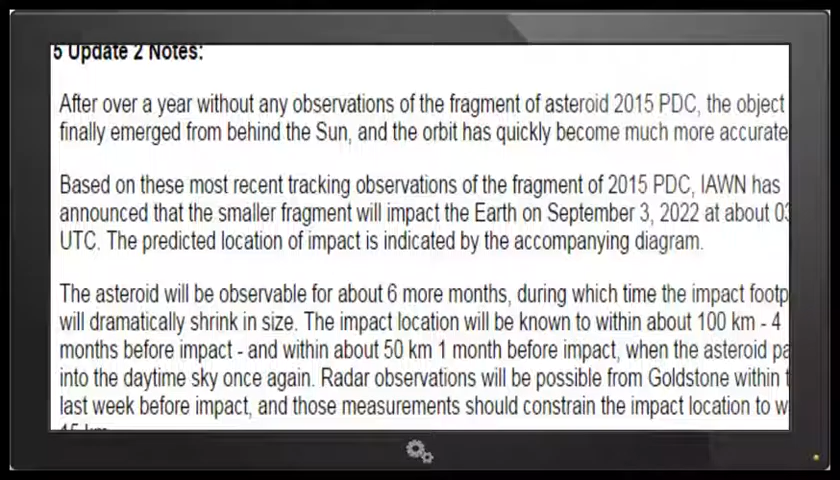 5 Update 2 Notes:
After over a year without any observations of the fragment of asteroid 2015 PDC, the object
finally emerged from behind the Sun, and the orbit has quickly become much more accurate
Based on these most recent tracking observations of the fragment of 2015 PDC, IAWN has
announced that the smaller fragment will impact the Earth on September 3, 2022 at about 03
UTC. The predicted location of impact is indicated by the accompanying diagram.
The asteroid will be observable for about 6 more months, during which time the impact footp
will dramatically shrink in size. The impact location will be known to within about 100 km - 4
months before impact - and within about 50 km 1 month before impact, when the asteroid pa
into the daytime sky once again. Radar observations will be possible from Goldstone within t
last week before impact, and those measurements should constrain the impact location to w